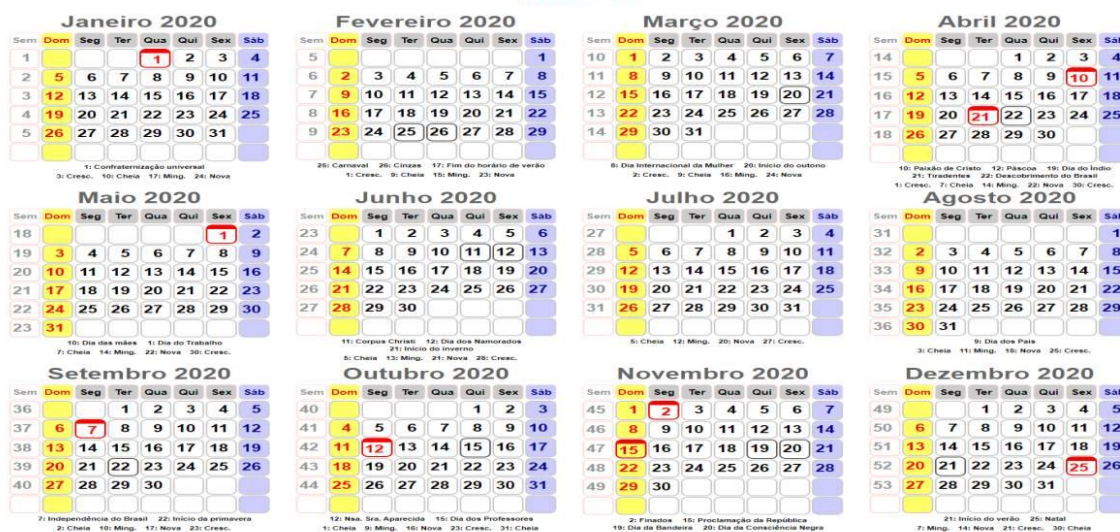 Janeiro 2020
Sem Dom Seg Ter Qua Qui Sex Sáb
1 1 2 3 4
2 5 6 7 8 9 10 11
3 12 13 14 15 16 17 18
4 19 20 21 22 23 24 25
5 26 27 28 29 30 31
1: Confraternização universal
3: Cresc. 10: Cheia 17: Ming. 24: Nova
Fevereiro 2020
Sem Dom Seg Ter Qua Qui Sex Sáb
5 1
6 2 3 4 5 6 7 8
7 9 10 11 12 13 14 15
8 16 17 18 19 20 21 22
9 23 24 25 26 27 28 29
25: Carnaval 26: Cinzas 17: Fim do horário de verão
1: Cresc. 9: Cheia 15: Ming. 23: Nova
Março 2020
Sem Dom Seg Ter Qua Qui Sex Sáb
10 1 2 3 4 5 6 7
11 8 9 10 11 12 13 14
12 15 16 17 18 19 20 21
13 22 23 24 25 26 27 28
14 29 30 31
8: Dia Internacional da Mulher 20: Início do outono
2: Cresc. 9: Cheia 16: Ming. 24: Nova
Abril 2020
Sem Dom Seg Ter Qua Qui Sex Sáb
14 1 2 3 4
15 5 6 7 8 9 10 11
16 12 13 14 15 16 17 18
17 19 20 21 22 23 24 25
18 26 27 28 29 30
10: Paixão de Cristo 12: Páscoa 19: Dia do Índio
21: Tiradentes 22: Descobrimento do Brasil
1: Cresc. 7: Cheia 14: Ming. 22: Nova 30: Cresc.
Maio 2020
Sem Dom Seg Ter Qua Qui Sex Sáb
18 1 2
19 3 4 5 6 7 8 9
20 10 11 12 13 14 15 16
21 17 18 19 20 21 22 23
22 24 25 26 27 28 29 30
23 31
10: Dia das mães 1: Dia do Trabalho
7: Cheia 14: Ming. 22: Nova 30: Cresc.
Junho 2020
Sem Dom Seg Ter Qua Qui Sex Sáb
23 1 2 3 4 5 6
24 7 8 9 10 11 12 13
25 14 15 16 17 18 19 20
26 21 22 23 24 25 26 27
27 28 29 30
11: Corpus Christi 12: Dia dos Namorados
21: Início do inverno
5: Cheia 13: Ming. 21: Nova 28: Cresc.
Julho 2020
Sem Dom Seg Ter Qua Qui Sex Sáb
27 1 2 3 4
28 5 6 7 8 9 10 11
29 12 13 14 15 16 17 18
30 19 20 21 22 23 24 25
31 26 27 28 29 30 31
5: Cheia 12: Ming. 20: Nova 27: Cresc.
Agosto 2020
Sem Dom Seg Ter Qua Qui Sex Sáb
31 1
32 2 3 4 5 6 7 8
33 9 10 11 12 13 14 15
34 16 17 18 19 20 21 22
35 23 24 25 26 27 28 29
36 30 31
9: Dia dos Pais
3: Cheia 11: Ming. 18: Nova 25: Cresc.
Setembro 2020
Sem Dom Seg Ter Qua Qui Sex Sáb
36 1 2 3 4 5
37 6 7 8 9 10 11 12
38 13 14 15 16 17 18 19
39 20 21 22 23 24 25 26
40 27 28 29 30
7: Independência do Brasil 22: Início da primavera
2: Cheia 10: Ming. 17: Nova 23: Cresc.
Outubro 2020
Sem Dom Seg Ter Qua Qui Sex Sáb
40 1 2 3
41 4 5 6 7 8 9 10
42 11 12 13 14 15 16 17
43 18 19 20 21 22 23 24
44 25 26 27 28 29 30 31
12: Nsa. Sra. Aparecida 15: Dia dos Professores
1: Cheia 9: Ming. 16: Nova 23: Cresc. 31: Cheia
Novembro 2020
Sem Dom Seg Ter Qua Qui Sex Sáb
45 1 2 3 4 5 6 7
46 8 9 10 11 12 13 14
47 15 16 17 18 19 20 21
48 22 23 24 25 26 27 28
49 29 30
2: Finados 15: Proclamação da República
19: Dia da Bandeira 20: Dia da Consciência Negra
8: Ming. 15: Nova 21: Cresc. 30: Cheia
Dezembro 2020
Sem Dom Seg Ter Qua Qui Sex Sáb
49 1 2 3 4 5
50 6 7 8 9 10 11 12
51 13 14 15 16 17 18 19
52 20 21 22 23 24 25 26
53 27 28 29 30 31
21: Início do verão 25: Natal
7: Ming. 14: Nova 21: Cresc. 30: Cheia